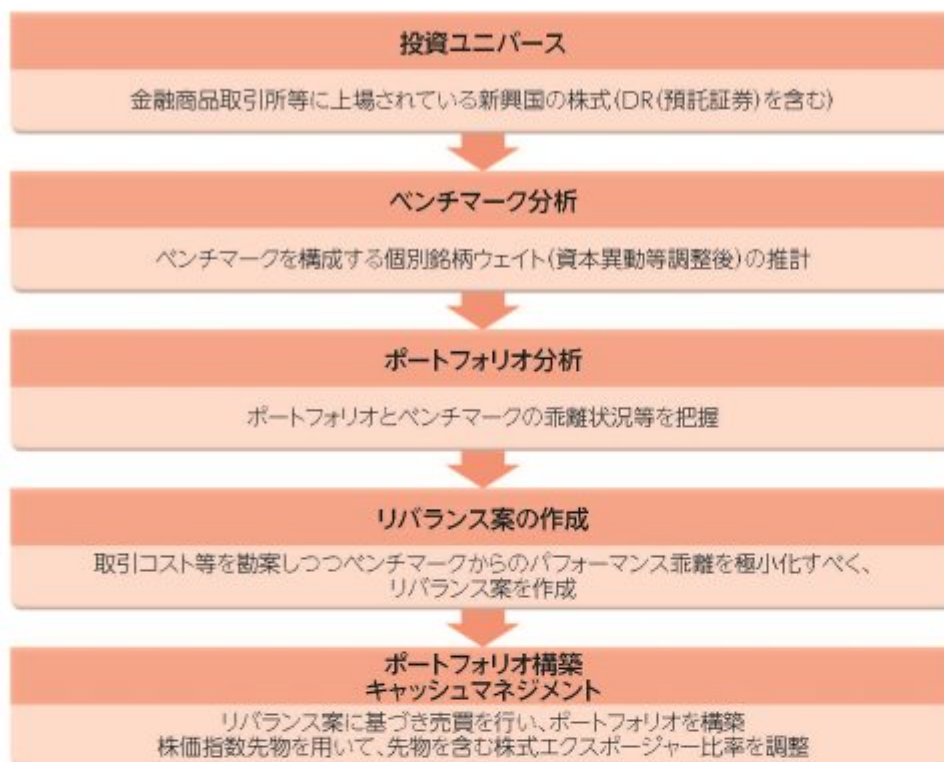 投資ユニバース
金融商品取引所等に上場されている新興国の株式(DR(預託証券)を含む)
ベンチマーク分析
ベンチマークを構成する個別銘柄ウェイト(資本異動等調整後)の推計
ポートフォリオ分析
ポートフォリオとベンチマークの乖離状況等を把握
リバランス案の作成
取引コスト等を勘案しつつベンチマークからのパフォーマンス乖離を極小化すべく、
リバランス案を作成
ポートフォリオ構築
キャッシュマネジメント
リバランス案に基づき売買を行い、ポートフォリオを構築
株価指数先物を用いて、先物を含む株式エクスポージャー比率を調整